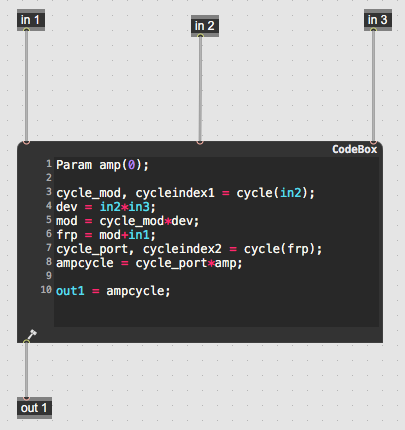 in 1
in 2
in 3
CodeBox
1 Param amp(0);
2
3 cycle_mod, cycleindex1 = cycle(in2);
4 dev = in2*in3;
5 mod = cycle_mod*dev;
6 frp = mod+in1;
7 cycle_port, cycleindex2 = cycle(frp);
8 ampcycle = cycle_port*amp;
9
10 out1 = ampcycle;
out 1